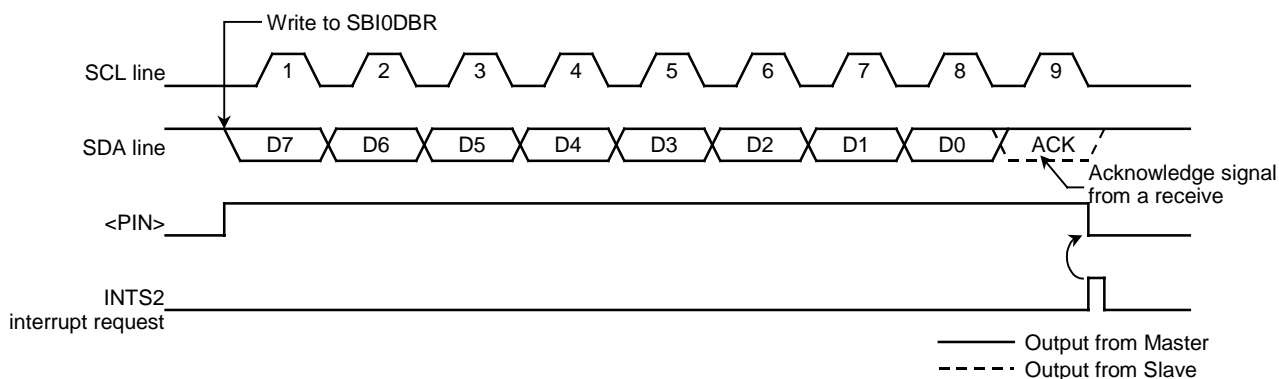 Write to SBI0DBR
SCL line
1 2 3 4 5 6 7 8 9
SDA line
D7 D6 D5 D4 D3 D2 D1 D0 ACK
Acknowledge signal
from a receive
<PIN>
INTS2
interrupt request
Output from Master
Output from Slave